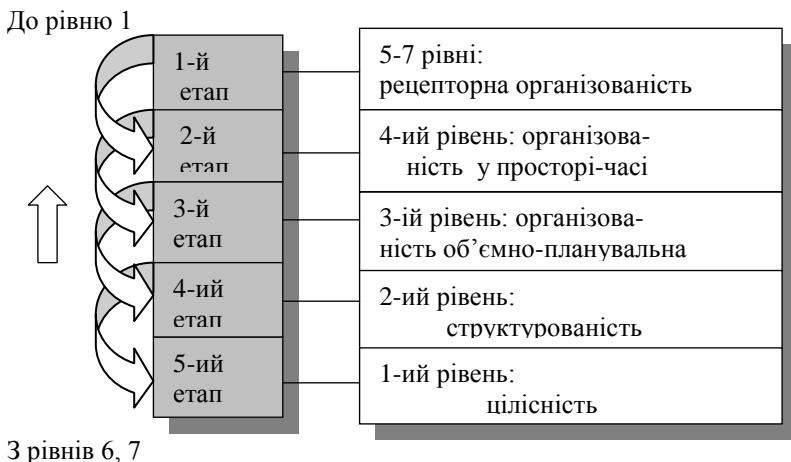 До рівню 1
1-й
етап
5-7 рівні:
рецепторна організованість
2-й
етап
4-ий рівень: організова-
ність у просторі-часі
3-й
етап
3-ій рівень: організова-
ність об’ємно-планувальна
4-ий
етап
2-ий рівень:
структурованість
5-ий
етап
1-ий рівень:
цілісність
З рівнів 6, 7